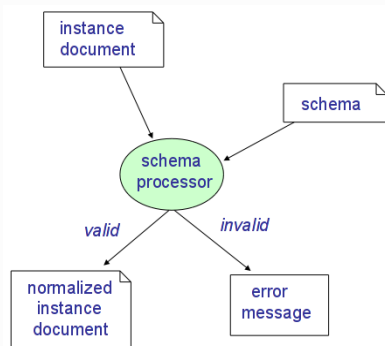 instance
document
schema
schema
processor
valid
invalid
normalized
instance
document
error
message